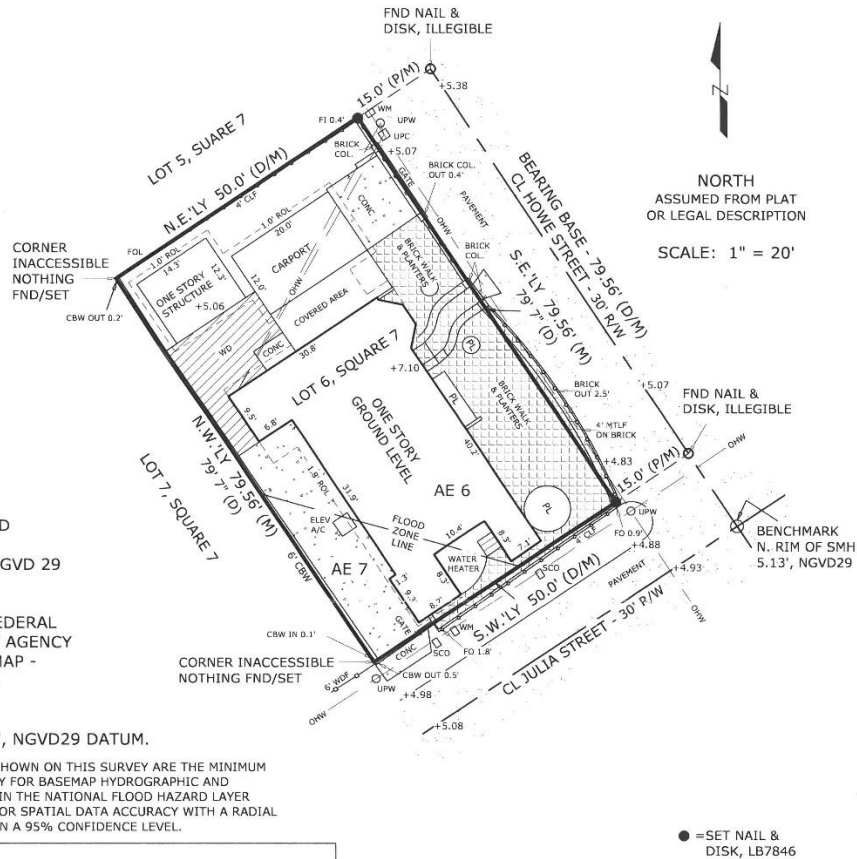 FND NAIL &
DISK, ILLEGIBLE
15.0' (P/M)
+5.38
WM
UPW
UPC
FI 0.4'
+5.07
BRICK
COL.
LOT 5, SUARE 7
N.E.'LY 50.0' (D/M)
4' CLF
GATE
BRICK COL.
OUT 0.4'
PAVEMENT
BEARING BASE - 79.56' (D/M)
CL HOWE STREET - 30' R/W
NORTH
ASSUMED FROM PLAT
OR LEGAL DESCRIPTION
SCALE: 1" = 20'
CORNER
INACCESSIBLE
NOTHING
FND/SET
FOL
1.0' ROL
14.3'
12.3'
ONE STORY
STRUCTURE
+5.06
1.0' ROL
20.0'
12.0'
CARPORT
CONC
OHW
OHW
COVERED AREA
BRICK WALK
& PLANTERS
BRICK
COL.
S.E.'LY 79.56' (M)
79' 7" (D)
CBW OUT 0.2'
WD
CONC
30.8'
LOT 6, SQUARE 7
+7.10
PL
BRICK
OUT 2.5'
+5.07
FND NAIL &
DISK, ILLEGIBLE
9.5'
6.8'
ONE STORY
GROUND LEVEL
PL
BRICK WALK
& PLANTERS
4' MTLF
ON BRICK
N.W.'LY 79.56' (M)
79' 7" (D)
LOT 7, SQUARE 7
1.8' ROL
31.9'
40.2'
+4.83
15.0' (P/M)
OHW
AE 6
ELEV
A/C
FLOOD
ZONE
LINE
PL
UPW
FO 0.9'
+4.88
BENCHMARK
N. RIM OF SMH
5.13', NGVD29
AE 7
10.4'
8.3'
7.1'
WATER
HEATER
8.3'
4' CLF
6' CBW
1.3'
9.3'
8.7'
SCO
S.W.'LY 50.0' (D/M)
PAVEMENT
+4.93
OHW
CBW IN 0.1'
GATE
CONC
WM
SCO
FO 1.8'
CORNER INACCESSIBLE
NOTHING FND/SET
CBW OUT 0.5'
6' WDF
UPW
+4.98
OHW
+5.08
CL JULIA STREET - 30' R/W
D
GVD 29
EDERAL
AGENCY
AP -
', NGVD29 DATUM.
HOWN ON THIS SURVEY ARE THE MINIMUM
Y FOR BASEMAP HYDROGRAPHIC AND
IN THE NATIONAL FLOOD HAZARD LAYER
OR SPATIAL DATA ACCURACY WITH A RADIAL
N A 95% CONFIDENCE LEVEL.
=SET NAIL &
DISK, LB7846